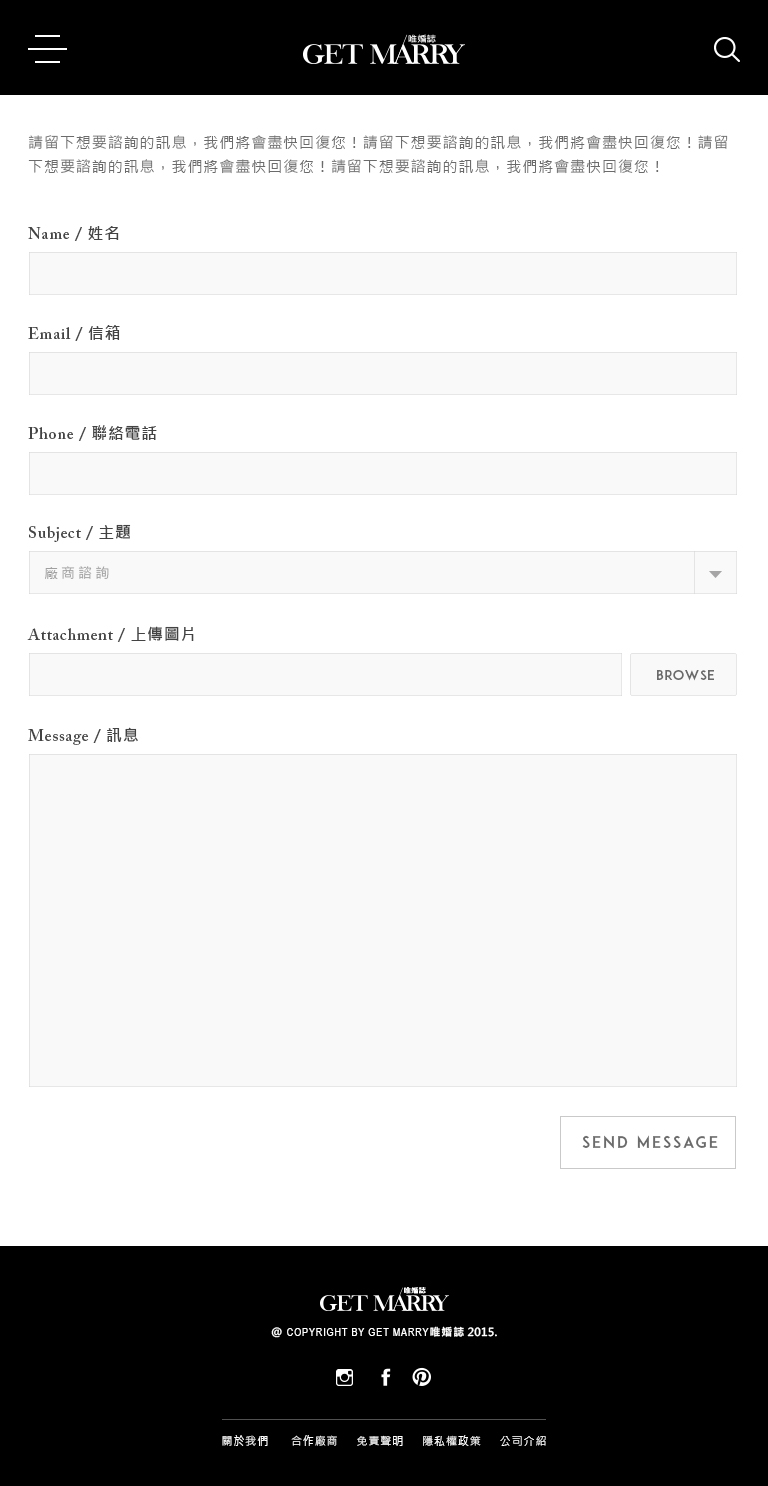 唯婚誌
GET MARRY
請留下想要諮詢的訊息，我們將會盡快回復您！請留下想要諮詢的訊息，我們將會盡快回復您！請留
下想要諮詢的訊息，我們將會盡快回復您！請留下想要諮詢的訊息，我們將會盡快回復您！
Name / 姓名
Email / 信箱
Phone / 聯絡電話
Subject / 主題
廠商諮詢
Attachment / 上傳圖片
BROWSE
Message / 訊息
SEND MESSAGE
唯婚誌
GET MARRY
@ COPYRIGHT BY GET MARRY唯婚誌 2015.
關於我們 合作廠商 免責聲明 隱私權政策 公司介紹